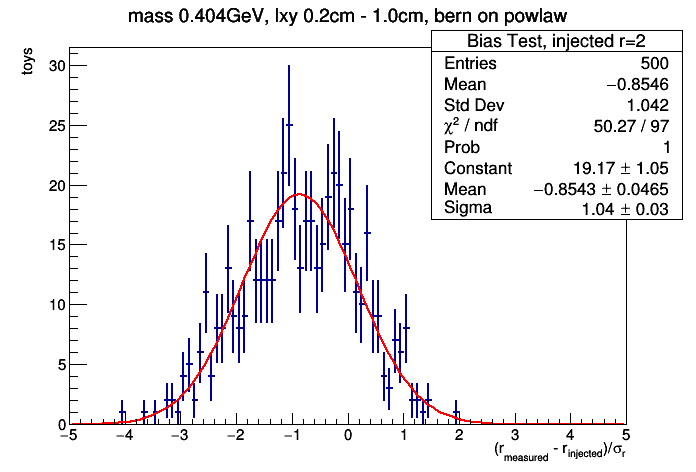 mass 0.404GeV, lxy 0.2cm - 1.0cm, bern on powlaw
Bias Test, injected r=2
Entries 500
Mean −0.8546
Std Dev 1.042
χ² / ndf 50.27 / 97
Prob 1
Constant 19.17 ± 1.05
Mean −0.8543 ± 0.0465
Sigma 1.04 ± 0.03
toys
30
25
20
15
10
5
0
−5 −4 −3 −2 −1 0 1 2 3 4 5
(r_measured - r_injected)/σ_r